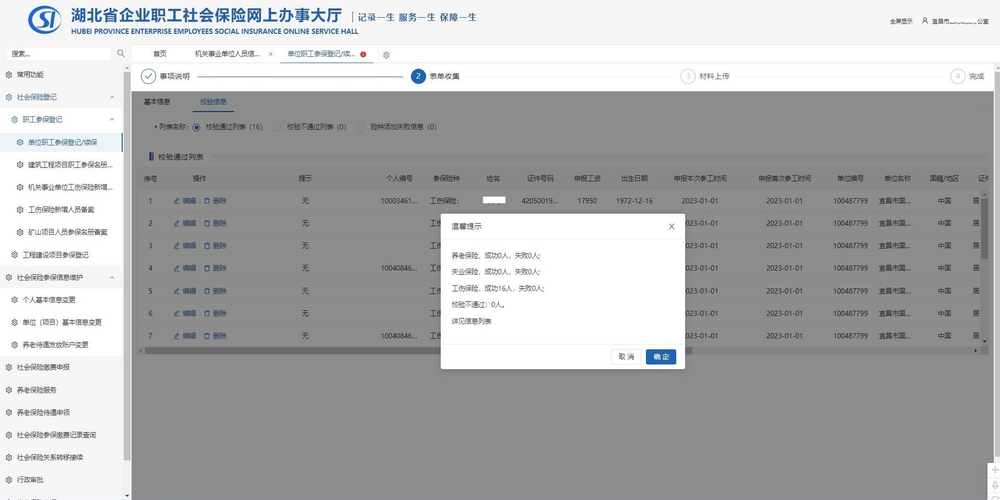 湖北省企业职工社会保险网上办事大厅
记录一生 服务一生 保障一生
HUBEI PROVINCE ENTERPRISE EMPLOYEES SOCIAL INSURANCE ONLINE SERVICE HALL
全屏显示
宜昌市
公室
搜索...
首页
机关事业单位人员信...
单位职工参保登记/续...
常用功能
社会保险登记
职工参保登记
单位职工参保登记/续保
建筑工程项目职工参保名册...
机关事业单位工伤保险新增...
工伤保险新增人员备案
矿山项目人员参保名册备案
工程建设项目参保登记
社会保险参保信息维护
个人基本信息变更
单位（项目）基本信息变更
养老待遇发放账户变更
社会保险缴费申报
养老保险服务
养老保险待遇申领
社会保险参保缴费记录查询
社会保险关系转移接续
行政审批
事项说明
2 表单收集
3 材料上传
4 完成
基本信息 校验信息
*列表名称： 校验通过列表（16） 校验不通过列表（0） 险种添加失败信息（0）
校验通过列表
序号 操作 提示 个人编号 参保险种 姓名 证件号码 申报工资 出生日期 申报本次参工时间 申报首次参工时间 单位编号 单位名称 国籍/地区 证件
1 编辑 删除 无 10003461... 工伤保险； 42050019... 17950 1972-12-16 2023-01-01 2023-01-01 100487799 宜昌市国... 中国 居
2 编辑 删除 无 工伤 023-01-01 2023-01-01 100487799 宜昌市国... 中国 居
3 编辑 删除 无 工伤 023-01-01 2023-01-01 100487799 宜昌市国... 中国 居
4 编辑 删除 无 10040846... 工伤 023-01-01 2023-01-01 100487799 宜昌市国... 中国 居
5 编辑 删除 无 工伤 023-01-01 2023-01-01 100487799 宜昌市国... 中国 居
6 编辑 删除 无 工伤 023-01-01 2023-01-01 100487799 宜昌市国... 中国 居
7 编辑 删除 无 10040846... 工伤 023-01-01 2023-01-01 100487799 宜昌市国... 中国 居
温馨提示
养老保险，成功0人，失败0人；
失业保险，成功0人，失败0人；
工伤保险，成功16人，失败0人；
校验不通过：0人。
详见信息列表
取 消 确 定